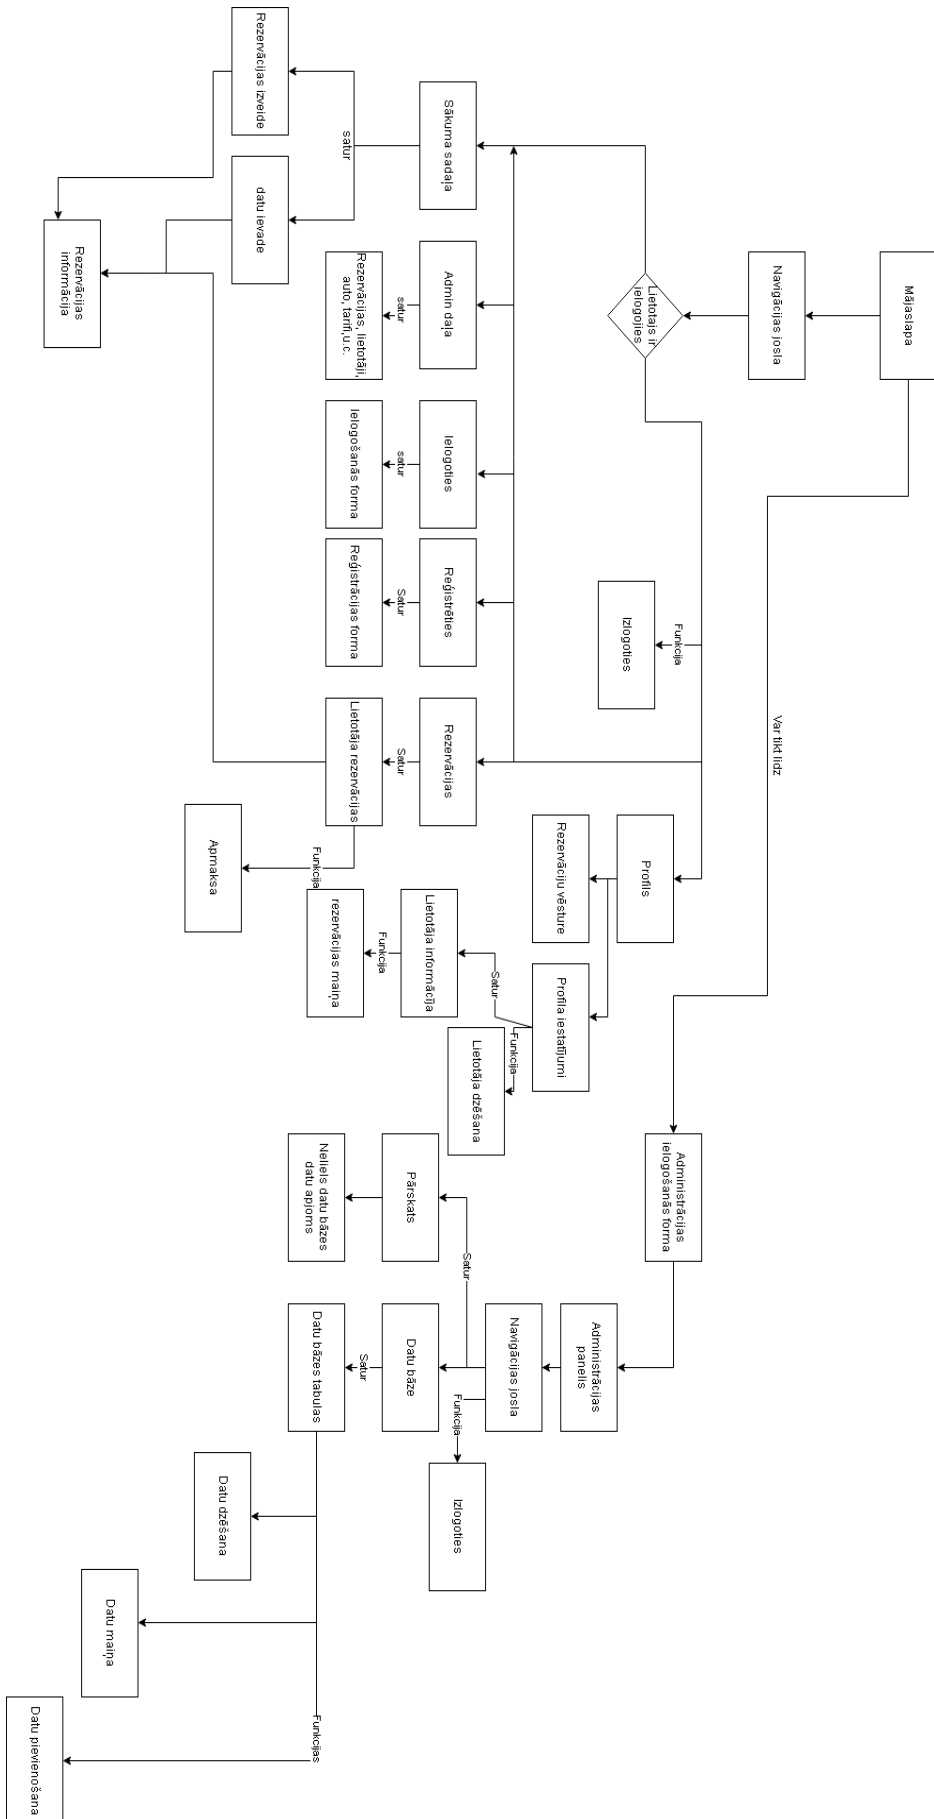 Mājaslapa
Navigācijas josla
Lietotajs ir
ielogojies
Var tikt lidz
Funkcija
Izlogoties
Sākuma sadaļa
Admin daļa
Ielogoties
Reģistrēties
Rezervācijas
Profils
satur
satur
satur
Satur
Satur
Rezervācijas izveide
datu ievade
Rezervācijas, lietotāji,
auto, tarifi,u.c.
Ielogošanās forma
Reģistrācijas forma
Lietotāja rezervācijas
Rezervācijas
informācija
Funkcija
Apmaksa
Rezervāciju vēsture
Profila iestatījumi
Satur
Funkcija
Lietotāja informācija
Lietotāja dzēšana
Funkcija
rezervācijas maiņa
Administrācijas
ielogošanās forma
Administrācijas
panelis
Navigācijas josla
Satur
Funkcija
Pārskats
Datu bāze
Izlogoties
Satur
Neliels datu bāzes
datu apjoms
Datu bāzes tabulas
Funkcijas
Datu dzēšana
Datu maiņa
Datu pievienošana